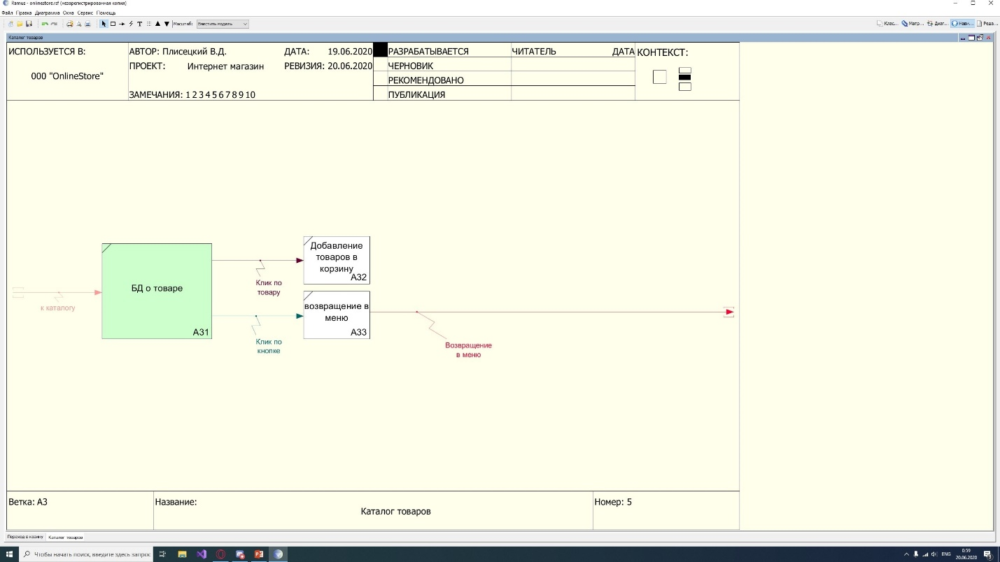 Ramus - onlinestore.rsf (незарегистрированная копия)
Файл Правка Диаграмма Окна Сервис Помощь
Масштаб: Вместить модель
Клас... Матр... Диаг... Нави... Реда...
Каталог товаров
ИСПОЛЬЗУЕТСЯ В:
000 "OnlineStore"
АВТОР: Плисецкий В.Д. ДАТА: 19.06.2020
ПРОЕКТ: Интернет магазин РЕВИЗИЯ: 20.06.2020
ЗАМЕЧАНИЯ: 1 2 3 4 5 6 7 8 9 10
РАЗРАБАТЫВАЕТСЯ
ЧЕРНОВИК
РЕКОМЕНДОВАНО
ПУБЛИКАЦИЯ
ЧИТАТЕЛЬ ДАТА
КОНТЕКСТ:
к каталогу
БД о товаре
A31
Клик по
товару
Клик по
кнопке
Добавление
товаров в
корзину
A32
возвращение в
меню
A33
Возвращение
в меню
Ветка: A3
Название:
Каталог товаров
Номер: 5
Переход в козину Каталог товаров
Чтобы начать поиск, введите здесь запрос
ENG
0:59
20.06.2020
3